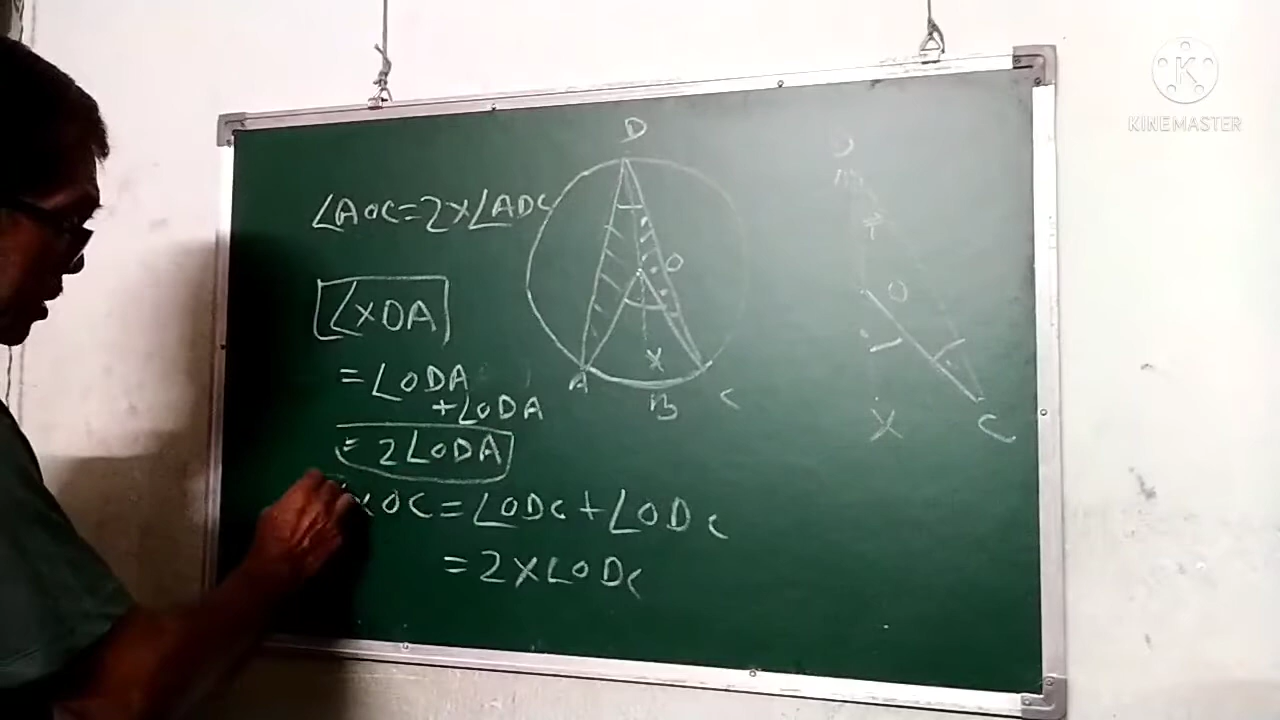 ∠AOC=2×∠ADC
∠XOA
=∠ODA
+∠ODA
=2∠ODA
XOC=∠ODC+∠ODC
=2×∠ODC
D
O
X
A
B
C
O
X
C
K
KINEMASTER